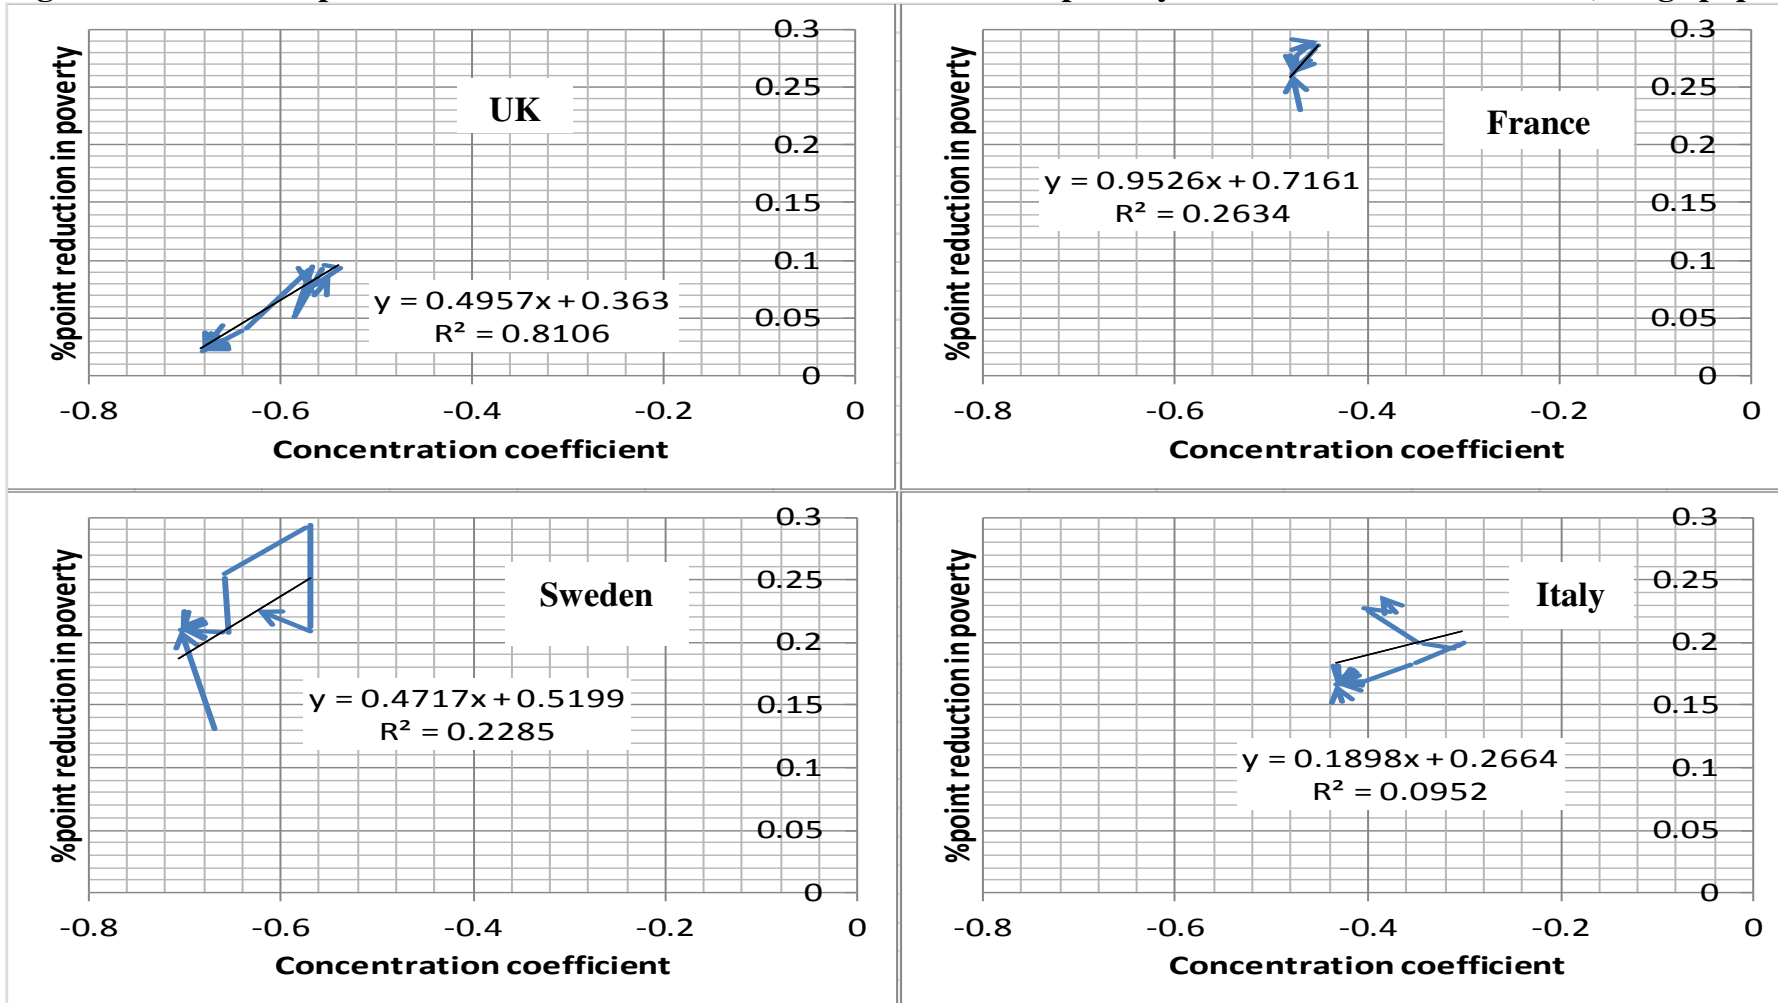 %point reduction in poverty
UK
0.3
0.25
0.2
0.15
0.1
0.05
0
y = 0.4957x + 0.363
R² = 0.8106
-0.8 -0.6 -0.4 -0.2 0
Concentration coefficient
%point reduction in poverty
France
0.3
0.25
0.2
0.15
0.1
0.05
0
y = 0.9526x + 0.7161
R² = 0.2634
-0.8 -0.6 -0.4 -0.2 0
Concentration coefficient
%point reduction in poverty
Sweden
0.3
0.25
0.2
0.15
0.1
0.05
0
y = 0.4717x + 0.5199
R² = 0.2285
-0.8 -0.6 -0.4 -0.2 0
Concentration coefficient
%point reduction in poverty
Italy
0.3
0.25
0.2
0.15
0.1
0.05
0
y = 0.1898x + 0.2664
R² = 0.0952
-0.8 -0.6 -0.4 -0.2 0
Concentration coefficient